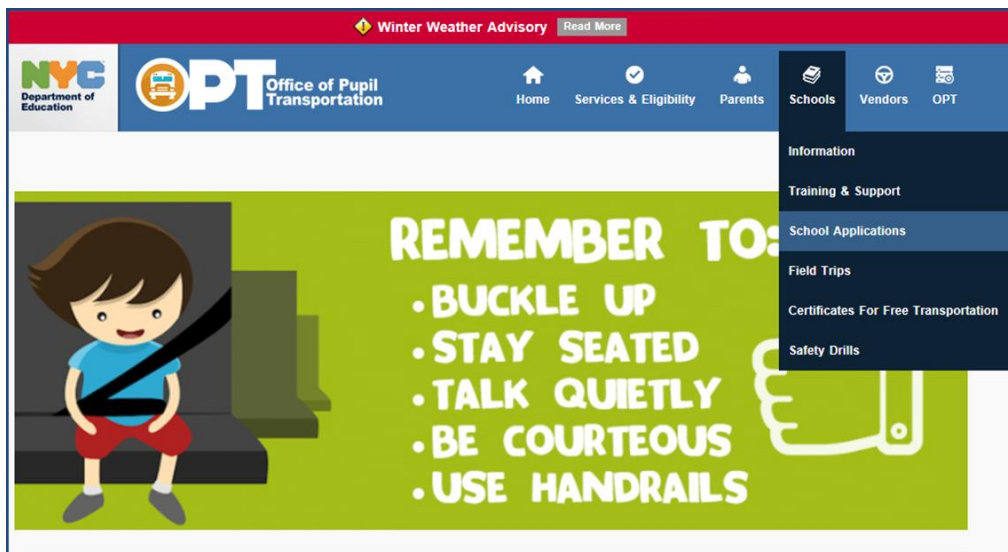 Winter Weather Advisory Read More
NYC
Department of
Education
OPT
Office of Pupil
Transportation
Home
Services & Eligibility
Parents
Schools
Vendors
OPT
Information
Training & Support
School Applications
Field Trips
Certificates For Free Transportation
Safety Drills
REMEMBER TO:
• BUCKLE UP
• STAY SEATED
• TALK QUIETLY
• BE COURTEOUS
• USE HANDRAILS